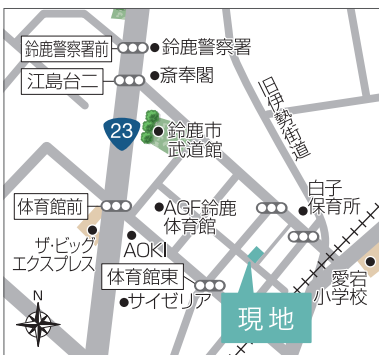 鈴鹿警察署前
鈴鹿警察署
江島台二
斎奉閣
旧伊勢街道
23
鈴鹿市
武道館
体育館前
AGF鈴鹿
体育館
白子
保育所
ザ・ビッグ
エクスプレス
AOKI
体育館東
サイゼリア
愛宕
小学校
現地
N